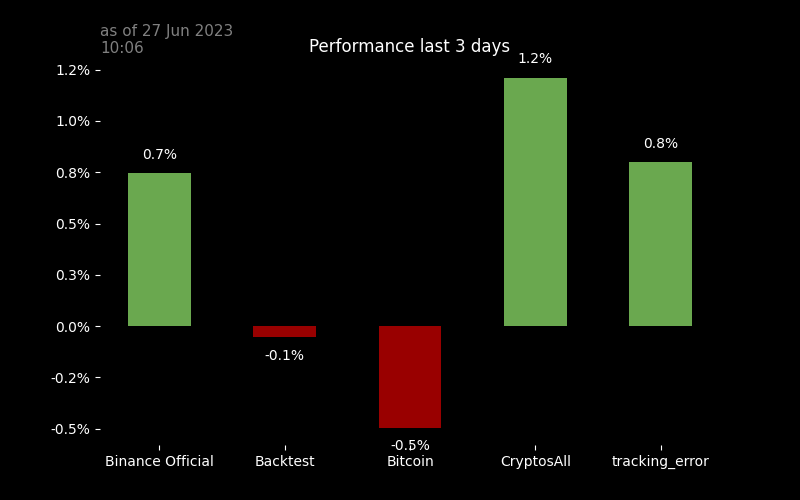 as of 27 Jun 2023
10:06
Performance last 3 days
1.2%
1.2%
1.0%
0.8%
0.7%
0.8%
0.5%
0.3%
0.0%
-0.1%
-0.2%
-0.5%
-0.5%
Binance Official
Backtest
Bitcoin
CryptosAll
tracking_error